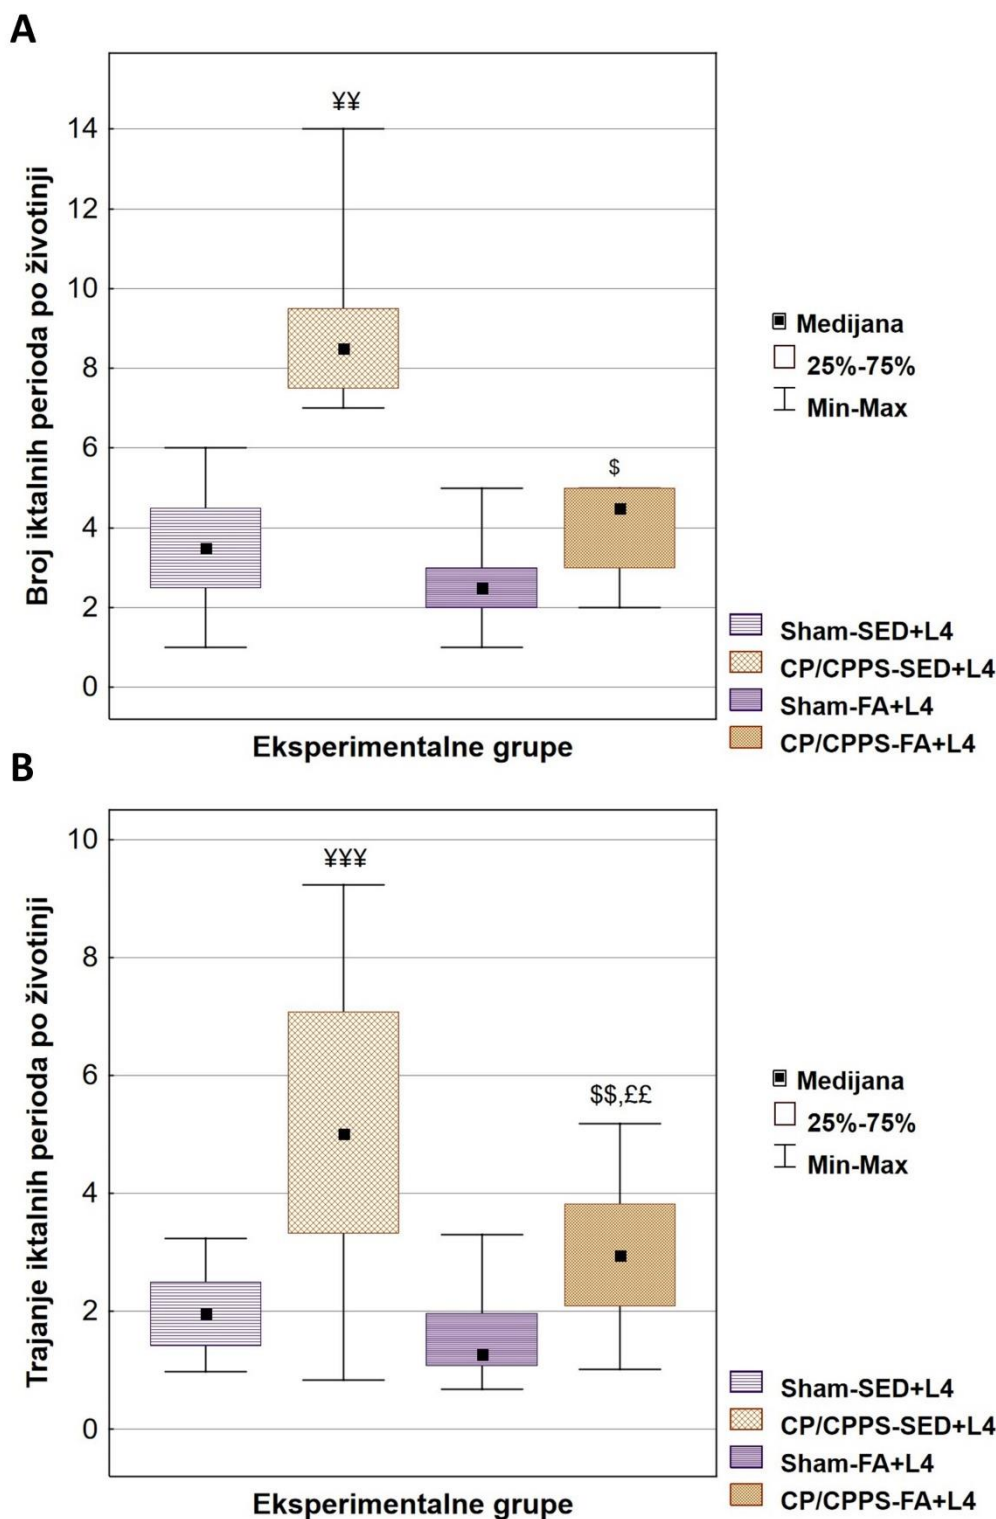 A
¥¥
14
12
10
8
6
4
2
0
Broj iktalnih perioda po životinji
$
Medijana
25%-75%
Min-Max
Sham-SED+L4
CP/CPPS-SED+L4
Sham-FA+L4
CP/CPPS-FA+L4
Eksperimentalne grupe
B
10
8
6
4
2
0
Trajanje iktalnih perioda po životinji
¥¥¥
$$,££
Medijana
25%-75%
Min-Max
Sham-SED+L4
CP/CPPS-SED+L4
Sham-FA+L4
CP/CPPS-FA+L4
Eksperimentalne grupe